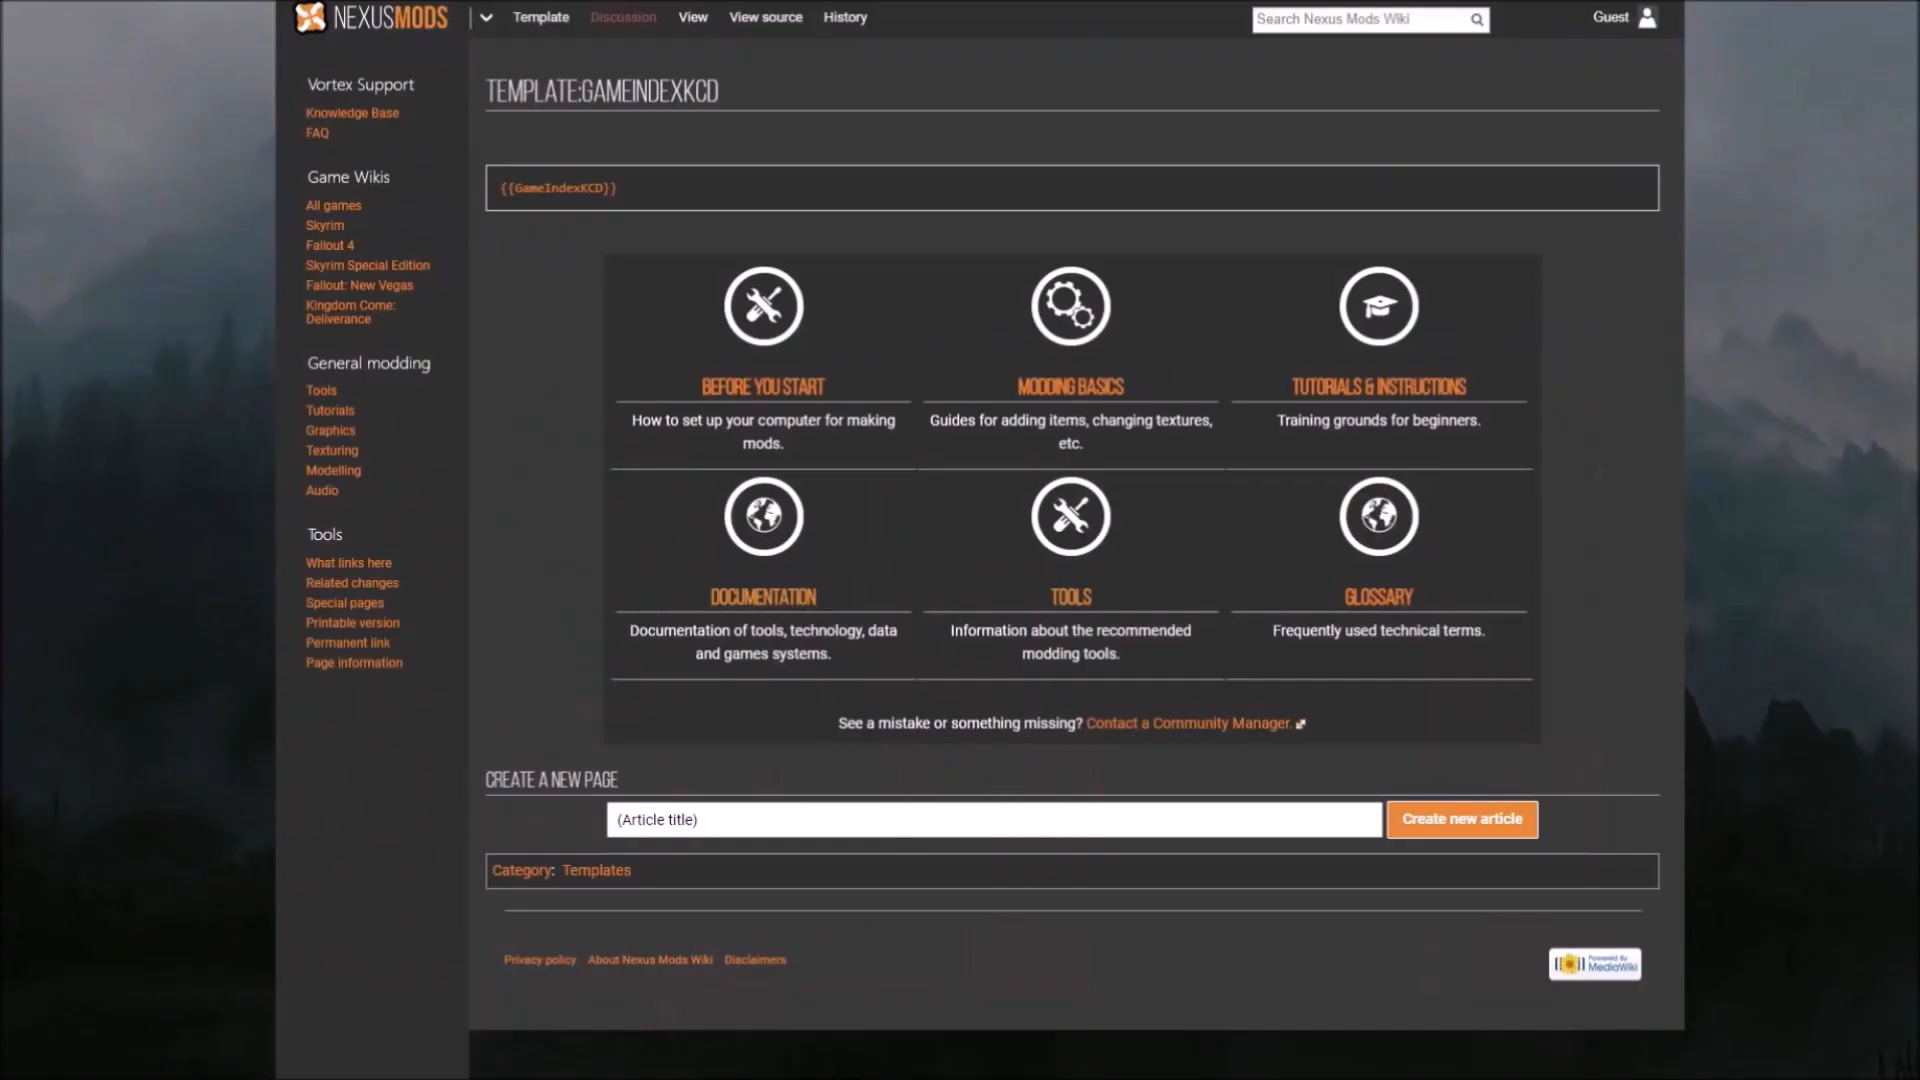 NEXUSMODS
Template Discussion View View source History
Search Nexus Mods Wiki
Guest
Vortex Support
Knowledge Base
FAQ
Game Wikis
All games
Skyrim
Fallout 4
Skyrim Special Edition
Fallout: New Vegas
Kingdom Come:
Deliverance
General modding
Tools
Tutorials
Graphics
Texturing
Modelling
Audio
Tools
What links here
Related changes
Special pages
Printable version
Permanent link
Page information
TEMPLATE:GAMEINDEXKCD
{{GameIndexKCD}}
BEFORE YOU START
How to set up your computer for making
mods.
MODDING BASICS
Guides for adding items, changing textures,
etc.
TUTORIALS & INSTRUCTIONS
Training grounds for beginners.
DOCUMENTATION
Documentation of tools, technology, data
and games systems.
TOOLS
Information about the recommended
modding tools.
GLOSSARY
Frequently used technical terms.
See a mistake or something missing? Contact a Community Manager.
CREATE A NEW PAGE
(Article title)
Create new article
Category: Templates
Privacy policy About Nexus Mods Wiki Disclaimers
Powered By
MediaWiki